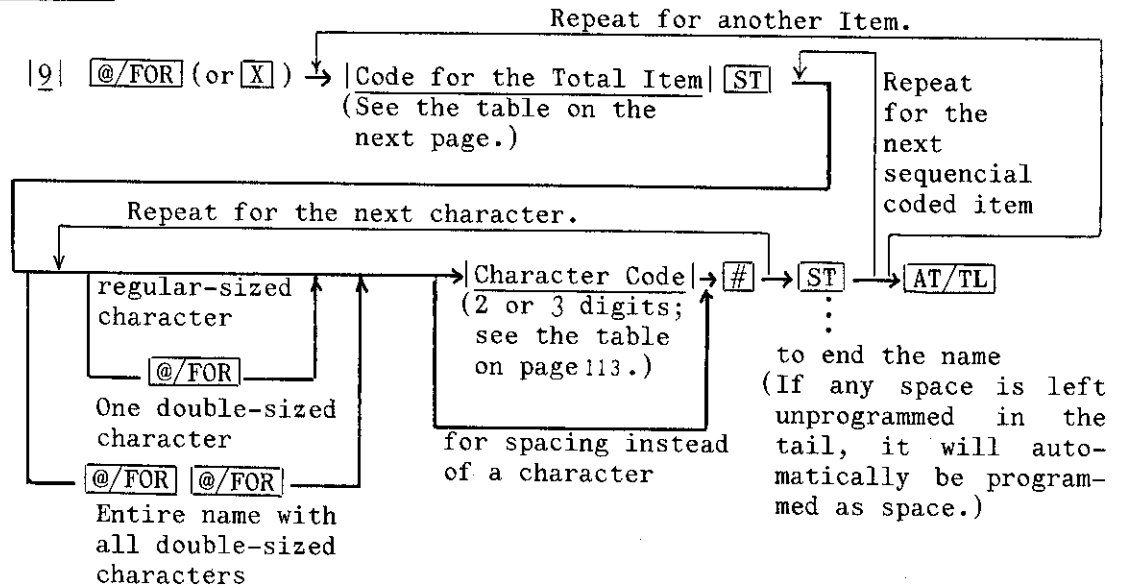 Repeat for another Item.
|9| @/FOR (or X) → |Code for the Total Item| ST
(See the table on the
next page.)
Repeat
for the
next
sequencial
coded item
Repeat for the next character.
regular-sized
character
@/FOR
One double-sized
character
@/FOR @/FOR
Entire name with
all double-sized
characters
|Character Code| → # → ST → AT/TL
(2 or 3 digits;
see the table
on page 113.)
for spacing instead
of a character
to end the name
(If any space is left
unprogrammed in the
tail, it will auto-
matically be program-
med as space.)